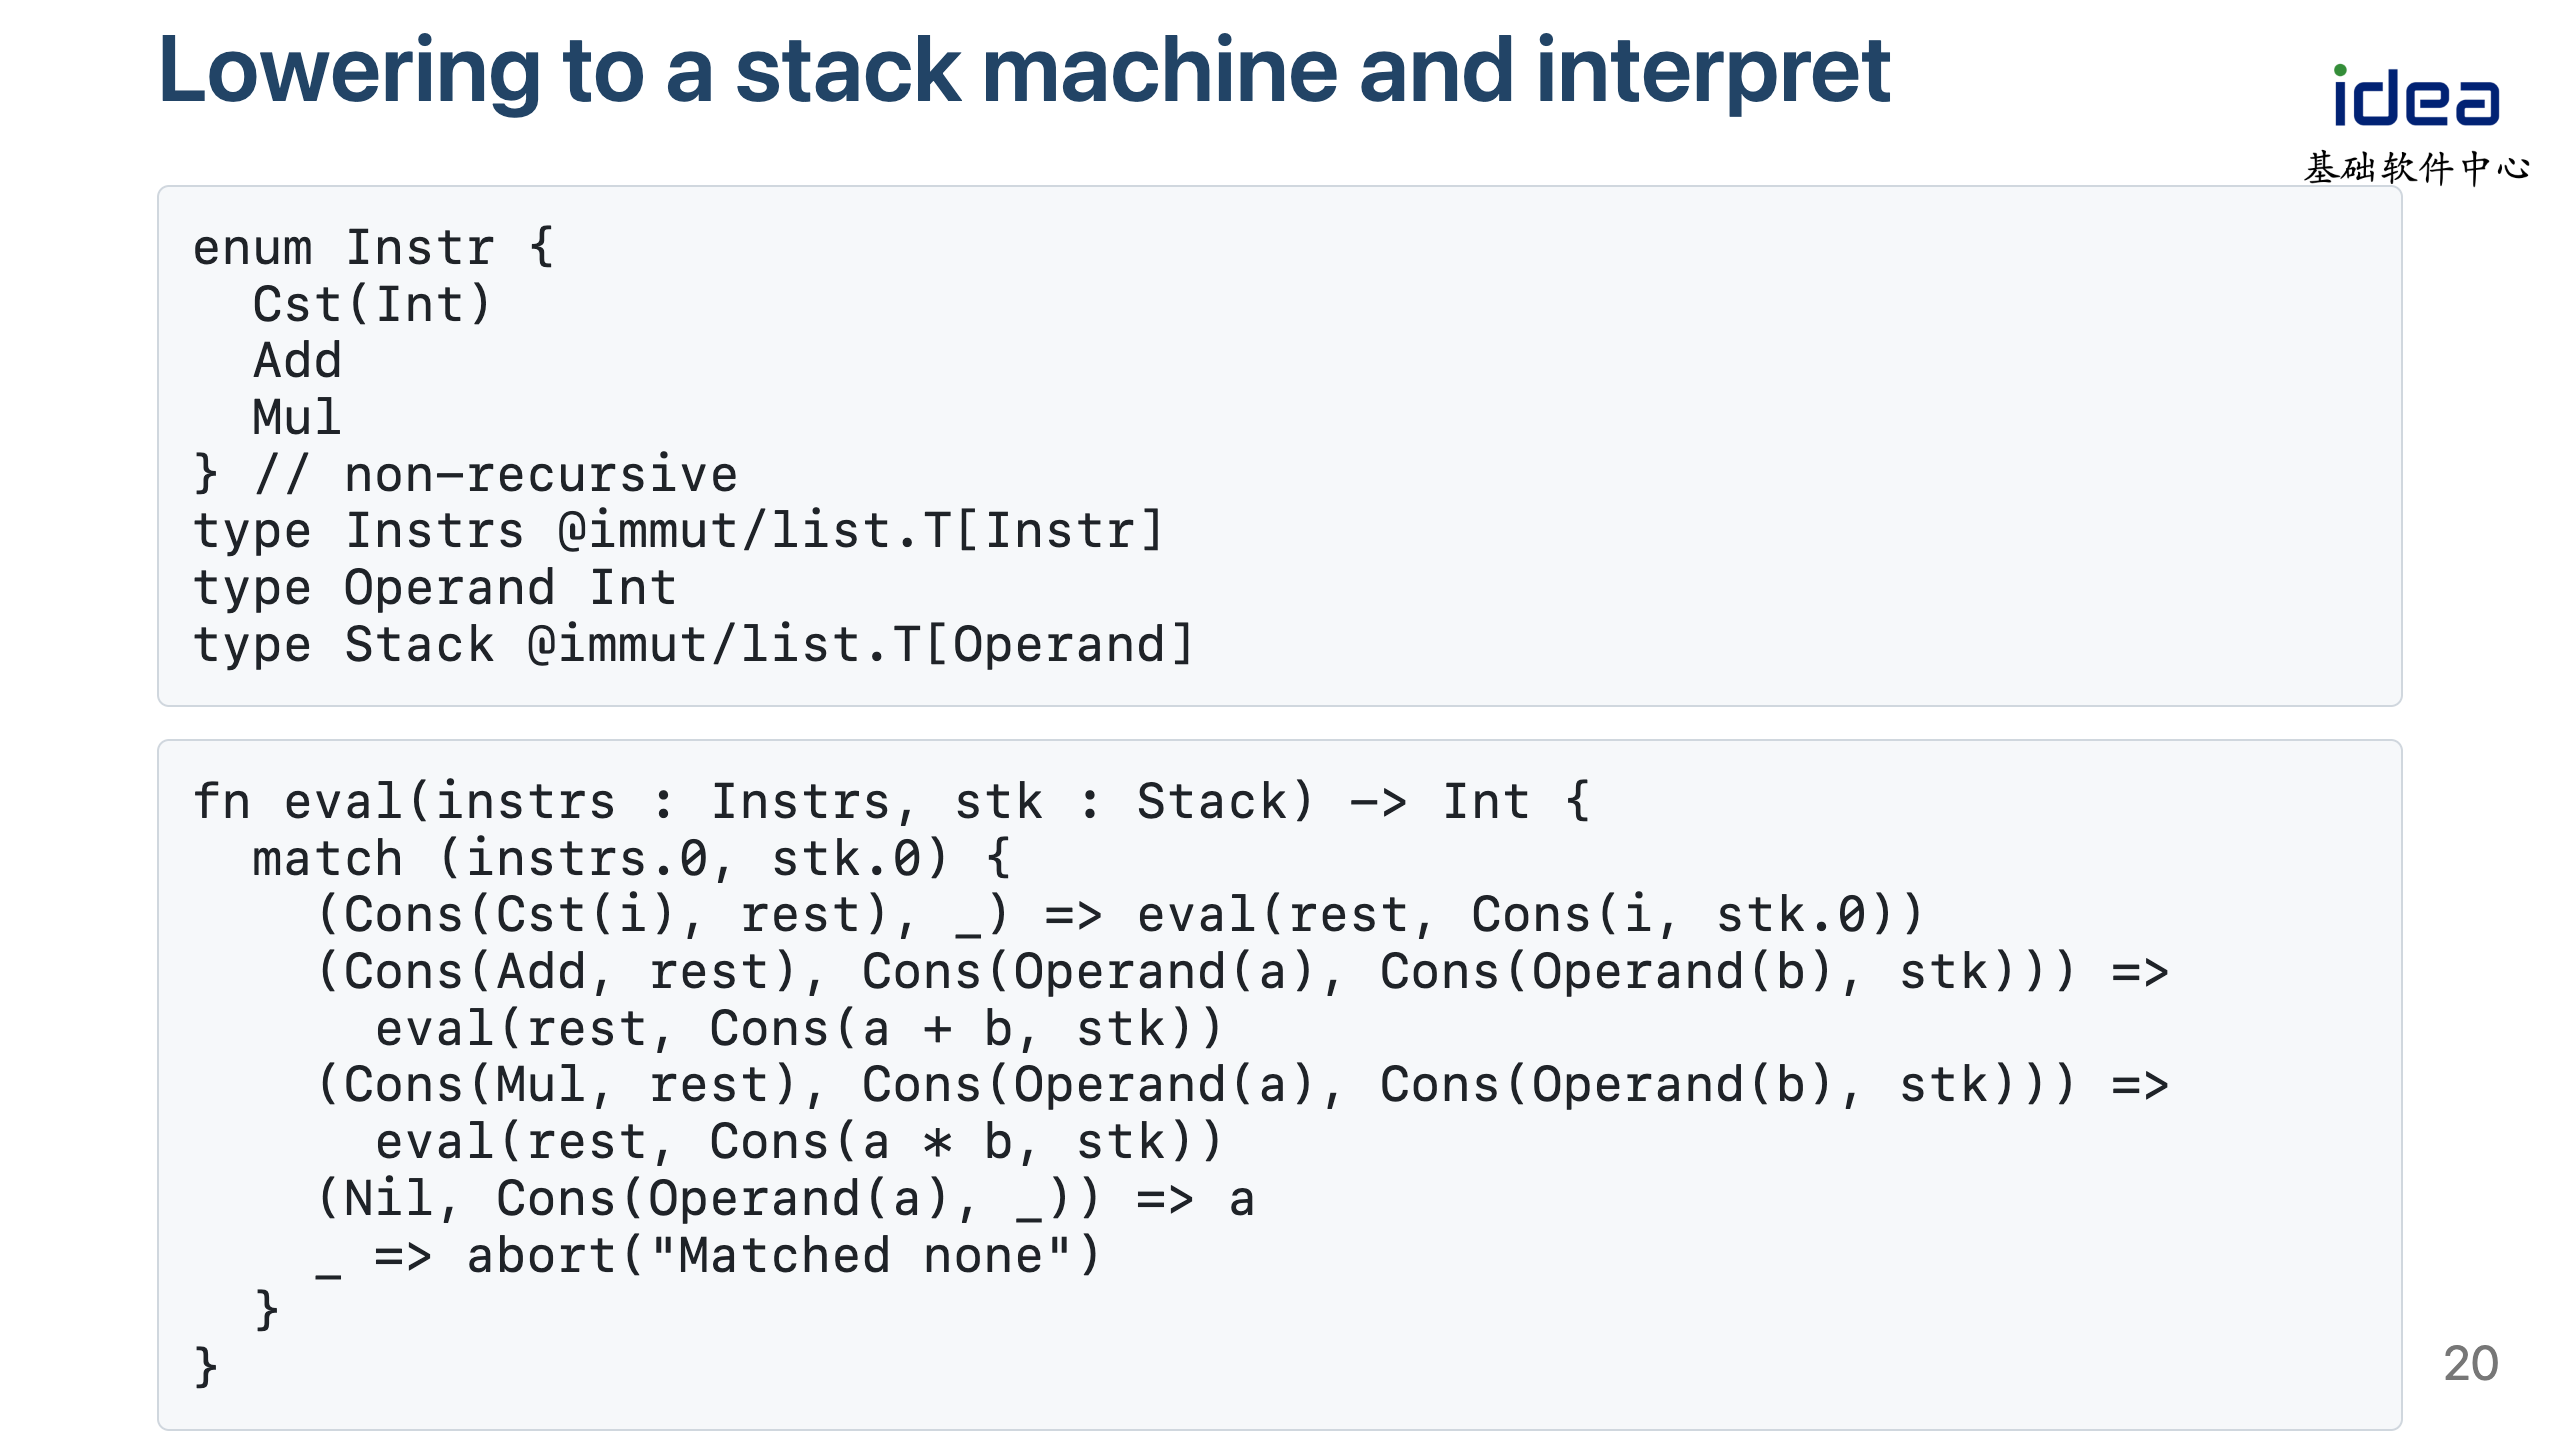 Lowering to a stack machine and interpret
idea
基础软件中心
enum Instr {
  Cst(Int)
  Add
  Mul
} // non-recursive
type Instrs @immut/list.T[Instr]
type Operand Int
type Stack @immut/list.T[Operand]
fn eval(instrs : Instrs, stk : Stack) -> Int {
  match (instrs.0, stk.0) {
    (Cons(Cst(i), rest), _) => eval(rest, Cons(i, stk.0))
    (Cons(Add, rest), Cons(Operand(a), Cons(Operand(b), stk))) =>
      eval(rest, Cons(a + b, stk))
    (Cons(Mul, rest), Cons(Operand(a), Cons(Operand(b), stk))) =>
      eval(rest, Cons(a * b, stk))
    (Nil, Cons(Operand(a), _)) => a
    _ => abort("Matched none")
  }
}
20